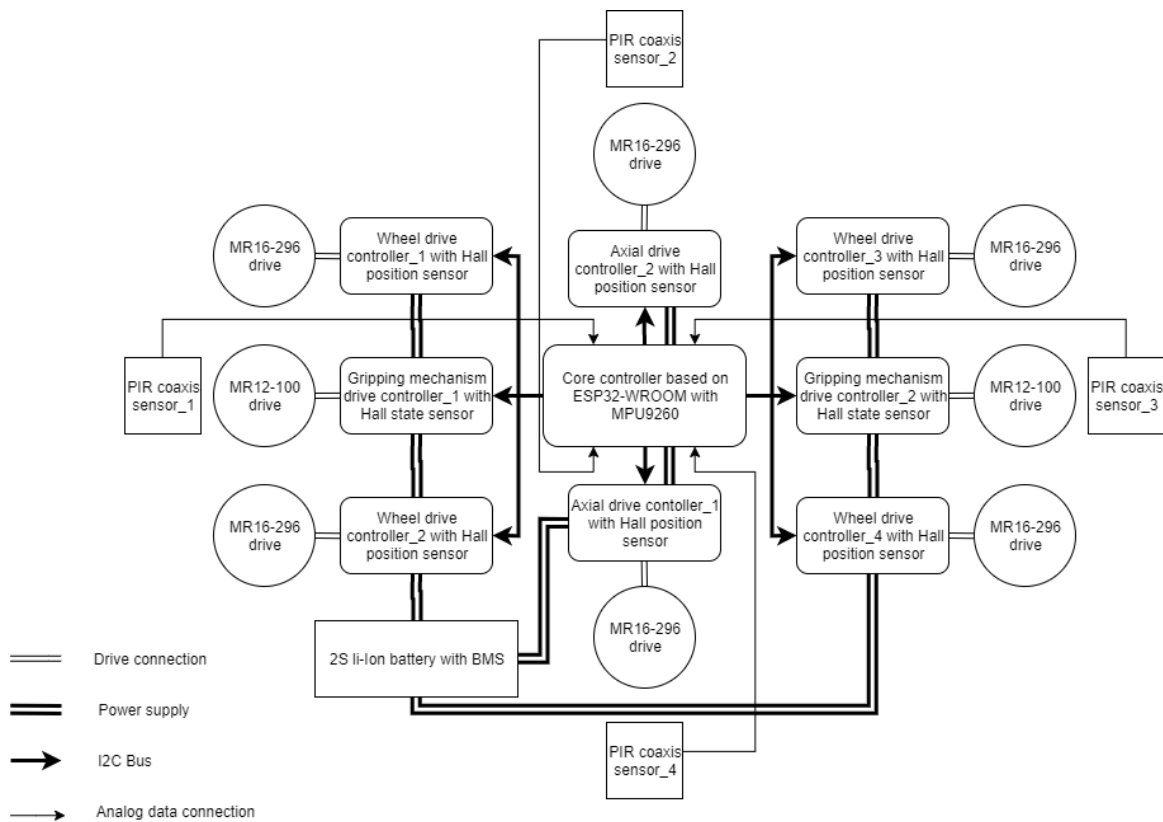 PIR coaxis
sensor_2
MR16-296
drive
MR16-296
drive
Wheel drive
controller_1 with Hall
position sensor
Axial drive
controller_2 with Hall
position sensor
Wheel drive
controller_3 with Hall
position sensor
MR16-296
drive
PIR coaxis
sensor_1
MR12-100
drive
Gripping mechanism
drive controller_1 with
Hall state sensor
Core controller based on
ESP32-WROOM with
MPU9260
Gripping mechanism
drive controller_2 with
Hall state sensor
MR12-100
drive
PIR coaxis
sensor_3
MR16-296
drive
Wheel drive
controller_2 with Hall
position sensor
Axial drive contoller_1
with Hall position
sensor
Wheel drive
controller_4 with Hall
position sensor
MR16-296
drive
MR16-296
drive
2S li-Ion battery with BMS
PIR coaxis
sensor_4
Drive connection
Power supply
I2C Bus
Analog data connection